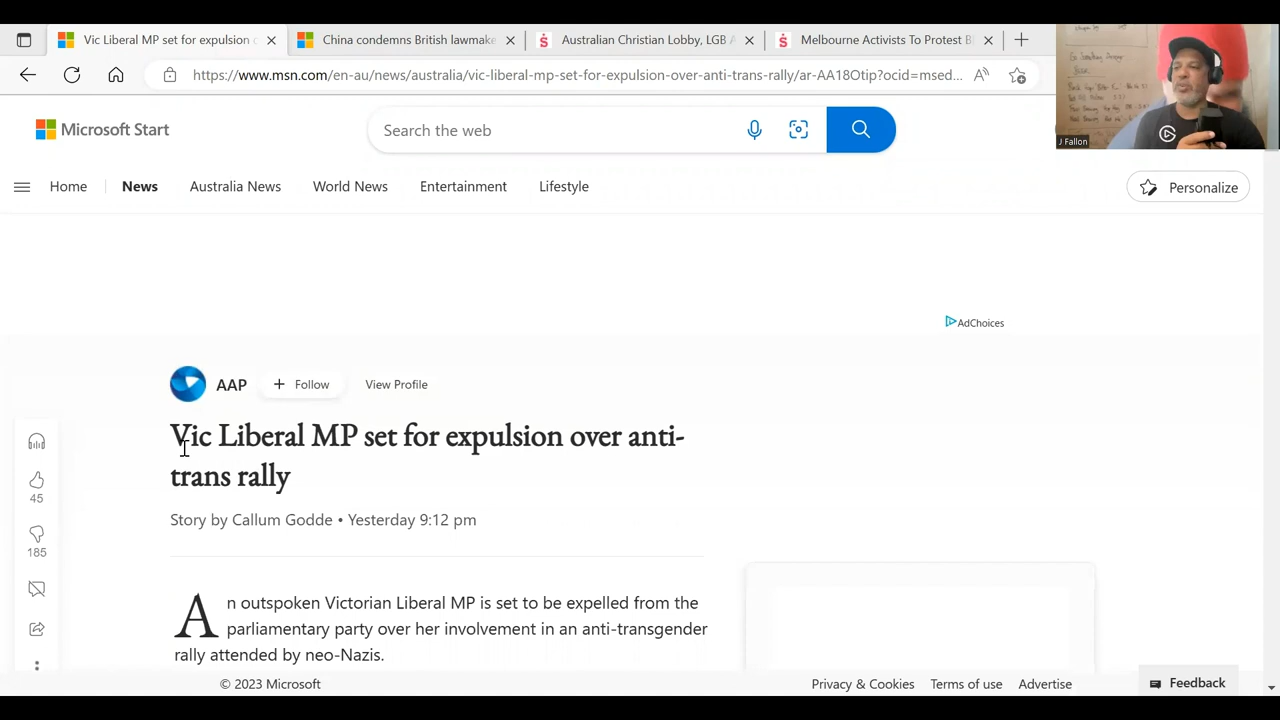 Vic Liberal MP set for expulsion o
China condemns British lawmake
Australian Christian Lobby, LGB
Melbourne Activists To Protest B
https://www.msn.com/en-au/news/australia/vic-liberal-mp-set-for-expulsion-over-anti-trans-rally/ar-AA18Otip?ocid=msed...
J Fallon
Microsoft Start
Search the web
Home
News
Australia News
World News
Entertainment
Lifestyle
Personalize
AdChoices
AAP
+ Follow
View Profile
Vic Liberal MP set for expulsion over anti-
trans rally
Story by Callum Godde • Yesterday 9:12 pm
45
185
An outspoken Victorian Liberal MP is set to be expelled from the
parliamentary party over her involvement in an anti-transgender
rally attended by neo-Nazis.
© 2023 Microsoft
Privacy & Cookies
Terms of use
Advertise
Feedback